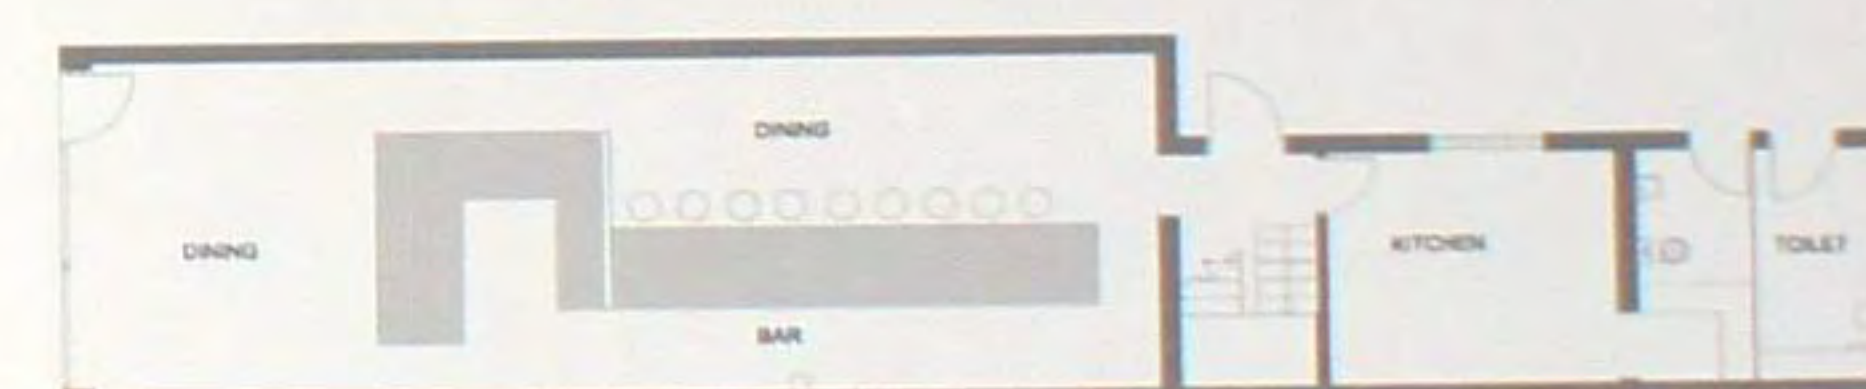 DINING
DINING
BAR
KITCHEN
TOILET